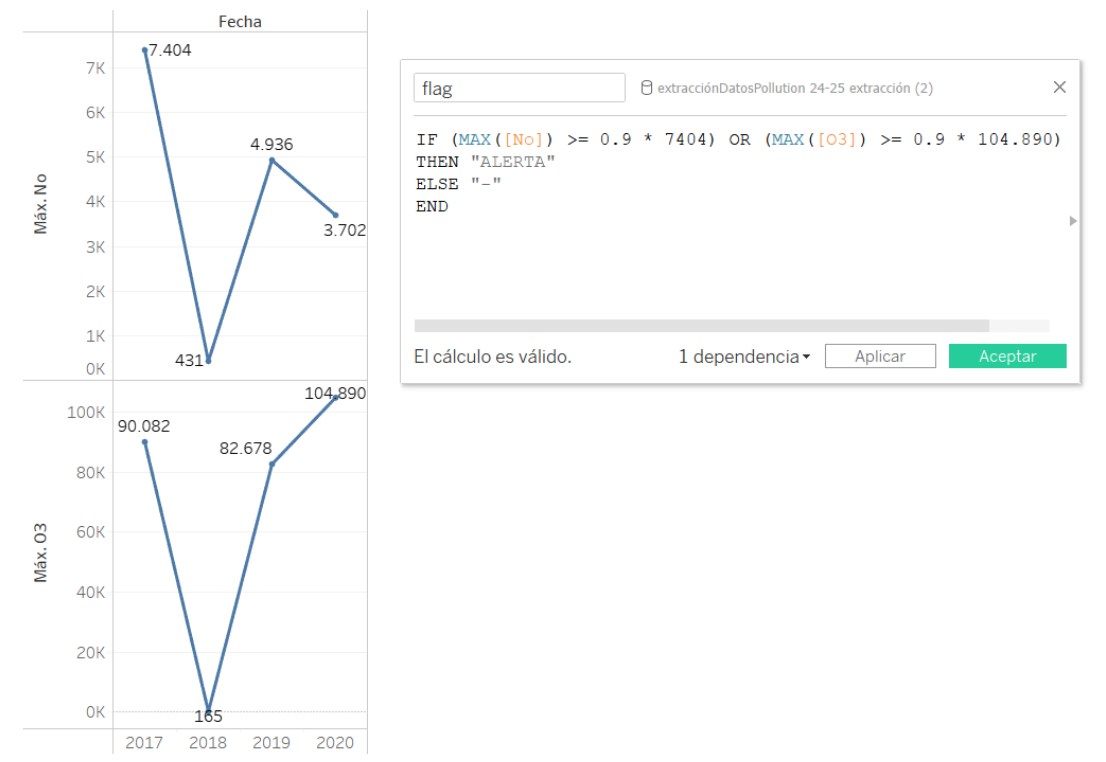 Fecha
Máx. No
7K
6K
5K
4K
3K
2K
1K
0K
7.404
431
4.936
3.702
Máx. O3
100K
80K
60K
40K
20K
0K
90.082
165
82.678
104.890
2017 2018 2019 2020
flag
extracciónDatosPollution 24-25 extracción (2)
IF (MAX([No]) >= 0.9 * 7404) OR (MAX([O3]) >= 0.9 * 104.890)
THEN "ALERTA"
ELSE "-"
END
El cálculo es válido.
1 dependencia
Aplicar
Aceptar